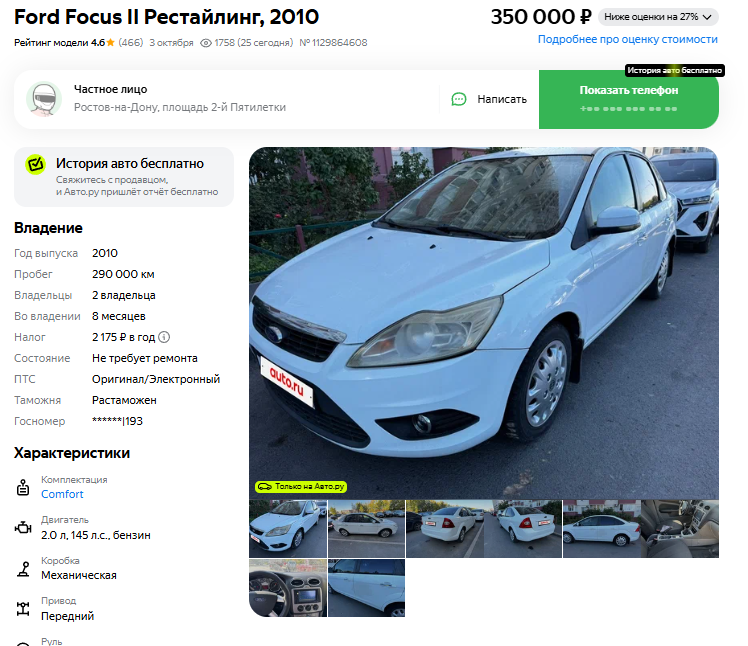 Ford Focus II Рестайлинг, 2010
350 000 ₽ Ниже оценки на 27%
Рейтинг модели 4.6 (466) 3 октября 1758 (25 сегодня) № 1129864608
Подробнее про оценку стоимости
История авто бесплатно
Частное лицо
Ростов-на-Дону, площадь 2-й Пятилетки
Написать
Показать телефон
История авто бесплатно
Свяжитесь с продавцом,
и Авто.ру пришлёт отчёт бесплатно
Владение
Год выпуска 2010
Пробег 290 000 км
Владельцы 2 владельца
Во владении 8 месяцев
Налог 2 175 ₽ в год
Состояние Не требует ремонта
ПТС Оригинал/Электронный
Таможня Растаможен
Госномер ******|193
Характеристики
Комплектация
Comfort
Двигатель
2.0 л, 145 л.с., бензин
Коробка
Механическая
Привод
Передний
Руль
auto.ru
Только на Авто.ру